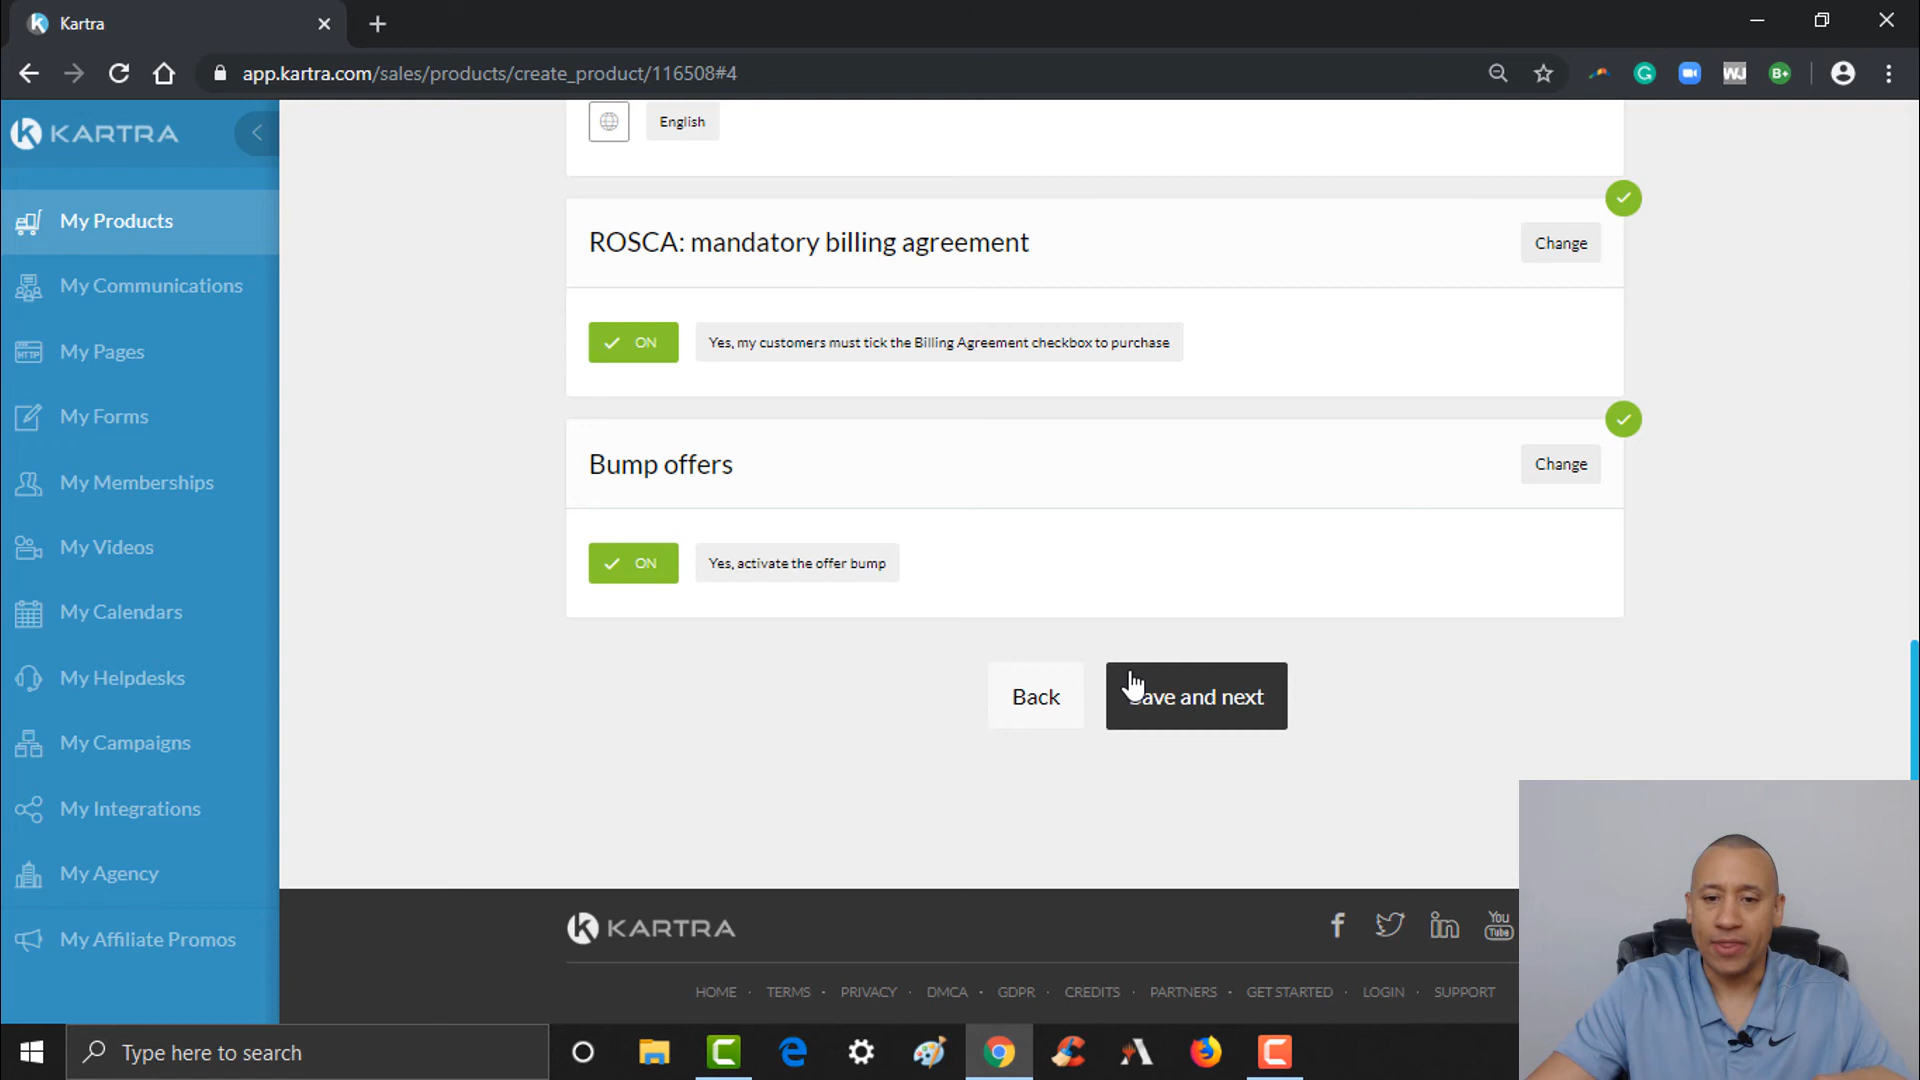 Kartra
app.kartra.com/sales/products/create_product/116508#4
KARTRA
My Products
My Communications
My Pages
My Forms
My Memberships
My Videos
My Calendars
My Helpdesks
My Campaigns
My Integrations
My Agency
My Affiliate Promos
English
ROSCA: mandatory billing agreement
Change
ON
Yes, my customers must tick the Billing Agreement checkbox to purchase
Bump offers
Change
ON
Yes, activate the offer bump
Back
ave and next
KARTRA
You Tube
HOME · TERMS · PRIVACY · DMCA · GDPR · CREDITS · PARTNERS · GET STARTED · LOGIN · SUPPORT
Type here to search